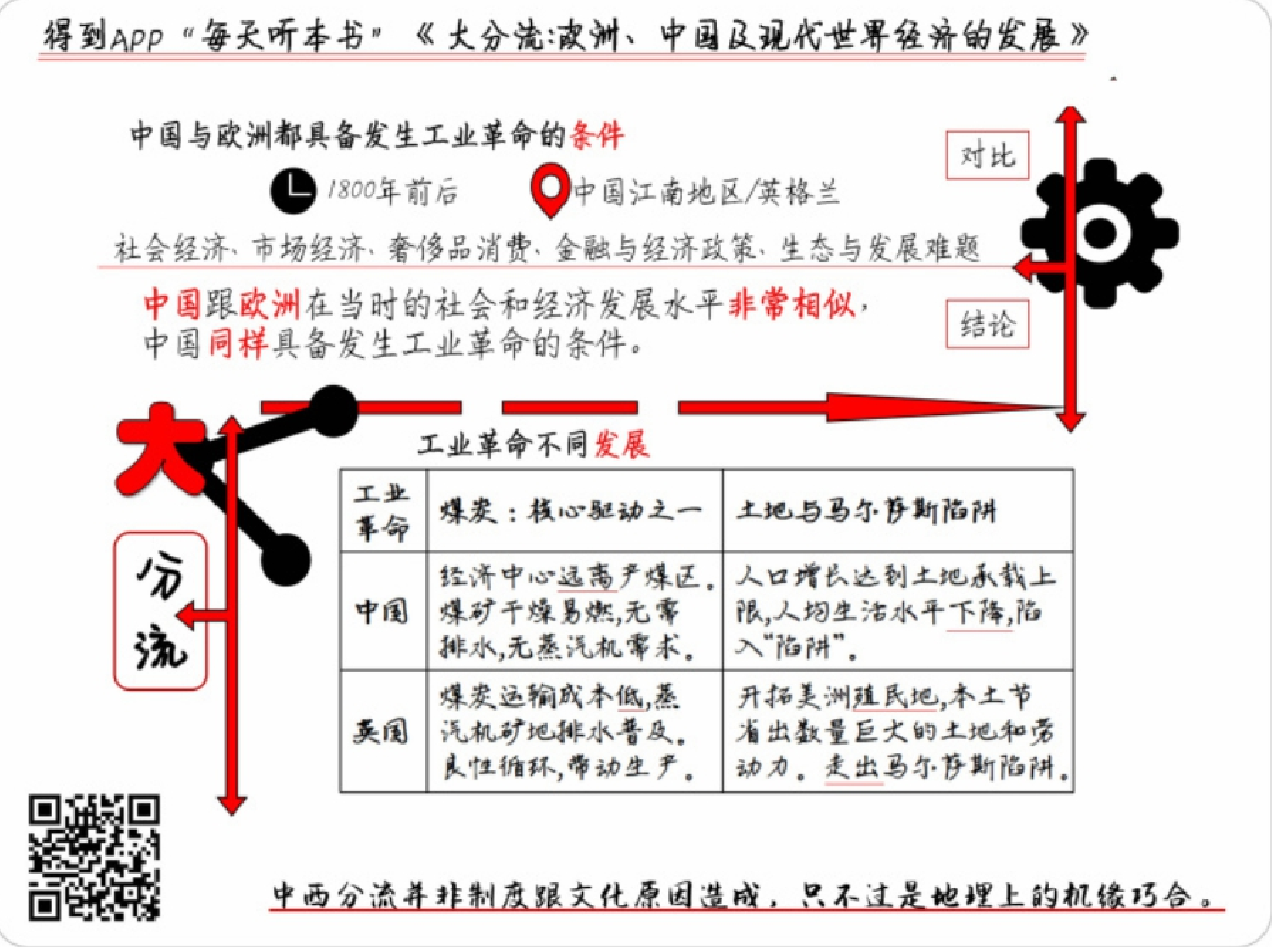 得到APP“每天听本书”《大分流:欧洲、中国及现代世界经济的发展》
中国与欧洲都具备发生工业革命的条件
1800年前后
中国江南地区/英格兰
社会经济、市场经济、奢侈品消费、金融与经济政策、生态与发展难题
对比
中国跟欧洲在当时的社会和经济发展水平非常相似,
中国同样具备发生工业革命的条件。
结论
大
分
流
工业革命不同发展
工业
革命
煤炭:核心驱动之一
土地与马尔萨斯陷阱
中国
经济中心远离产煤区。
煤矿干燥易燃,无需
排水,无蒸汽机需求。
人口增长达到土地承载上
限,人均生活水平下降,陷
入“陷阱”。
英国
煤炭运输成本低,蒸
汽机矿地排水普及。
良性循环,带动生产。
开拓美洲殖民地,本土节
省出数量巨大的土地和劳
动力。走出马尔萨斯陷阱。
中西分流并非制度跟文化原因造成,只不过是地理上的机缘巧合。